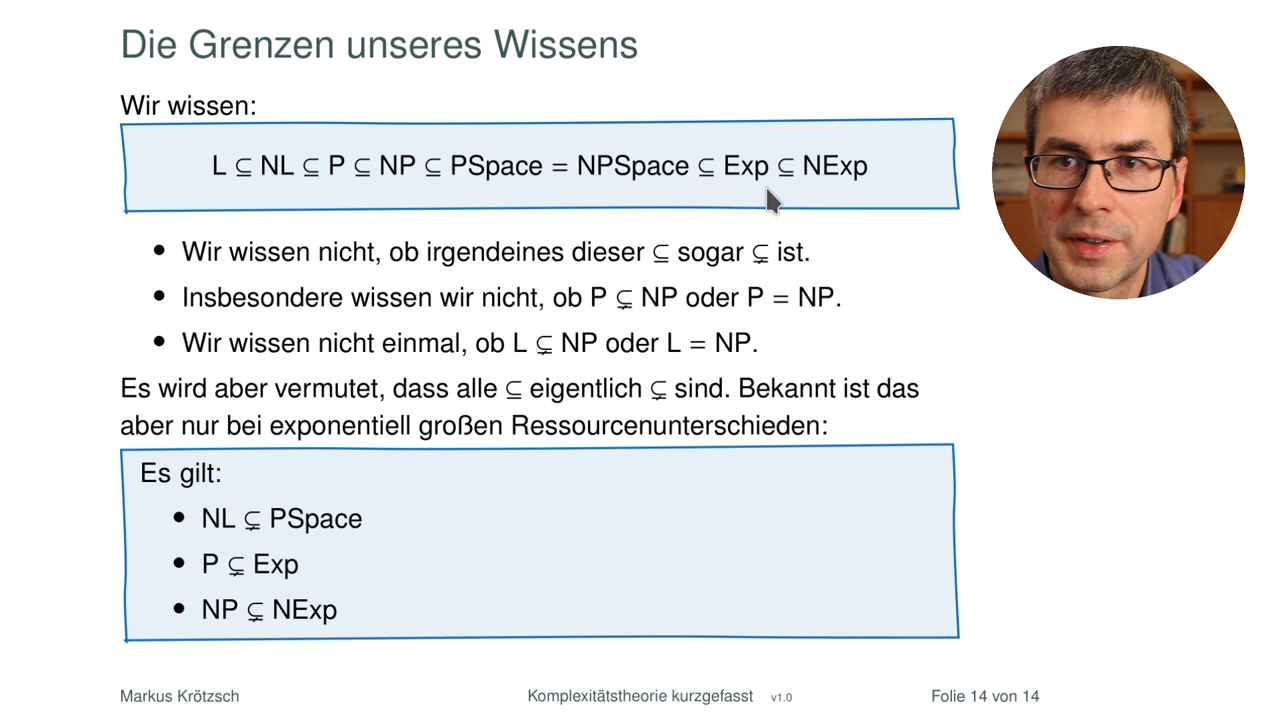 Die Grenzen unseres Wissens
Wir wissen:
L ⊆ NL ⊆ P ⊆ NP ⊆ PSpace = NPSpace ⊆ Exp ⊆ NExp
• Wir wissen nicht, ob irgendeines dieser ⊆ sogar ⊊ ist.
• Insbesondere wissen wir nicht, ob P ⊊ NP oder P = NP.
• Wir wissen nicht einmal, ob L ⊊ NP oder L = NP.
Es wird aber vermutet, dass alle ⊆ eigentlich ⊊ sind. Bekannt ist das
aber nur bei exponentiell großen Ressourcenunterschieden:
Es gilt:
• NL ⊊ PSpace
• P ⊊ Exp
• NP ⊊ NExp
Markus Krötzsch Komplexitätstheorie kurzgefasst v1.0 Folie 14 von 14